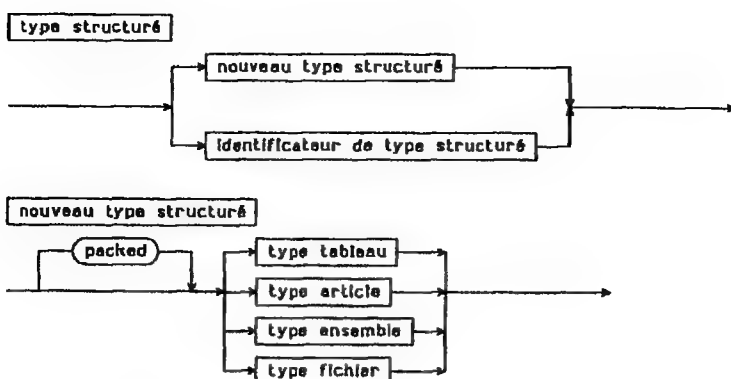 type structuré
nouveau type structuré
identificateur de type structuré
nouveau type structuré
packed
type tableau
type article
type ensemble
type fichier